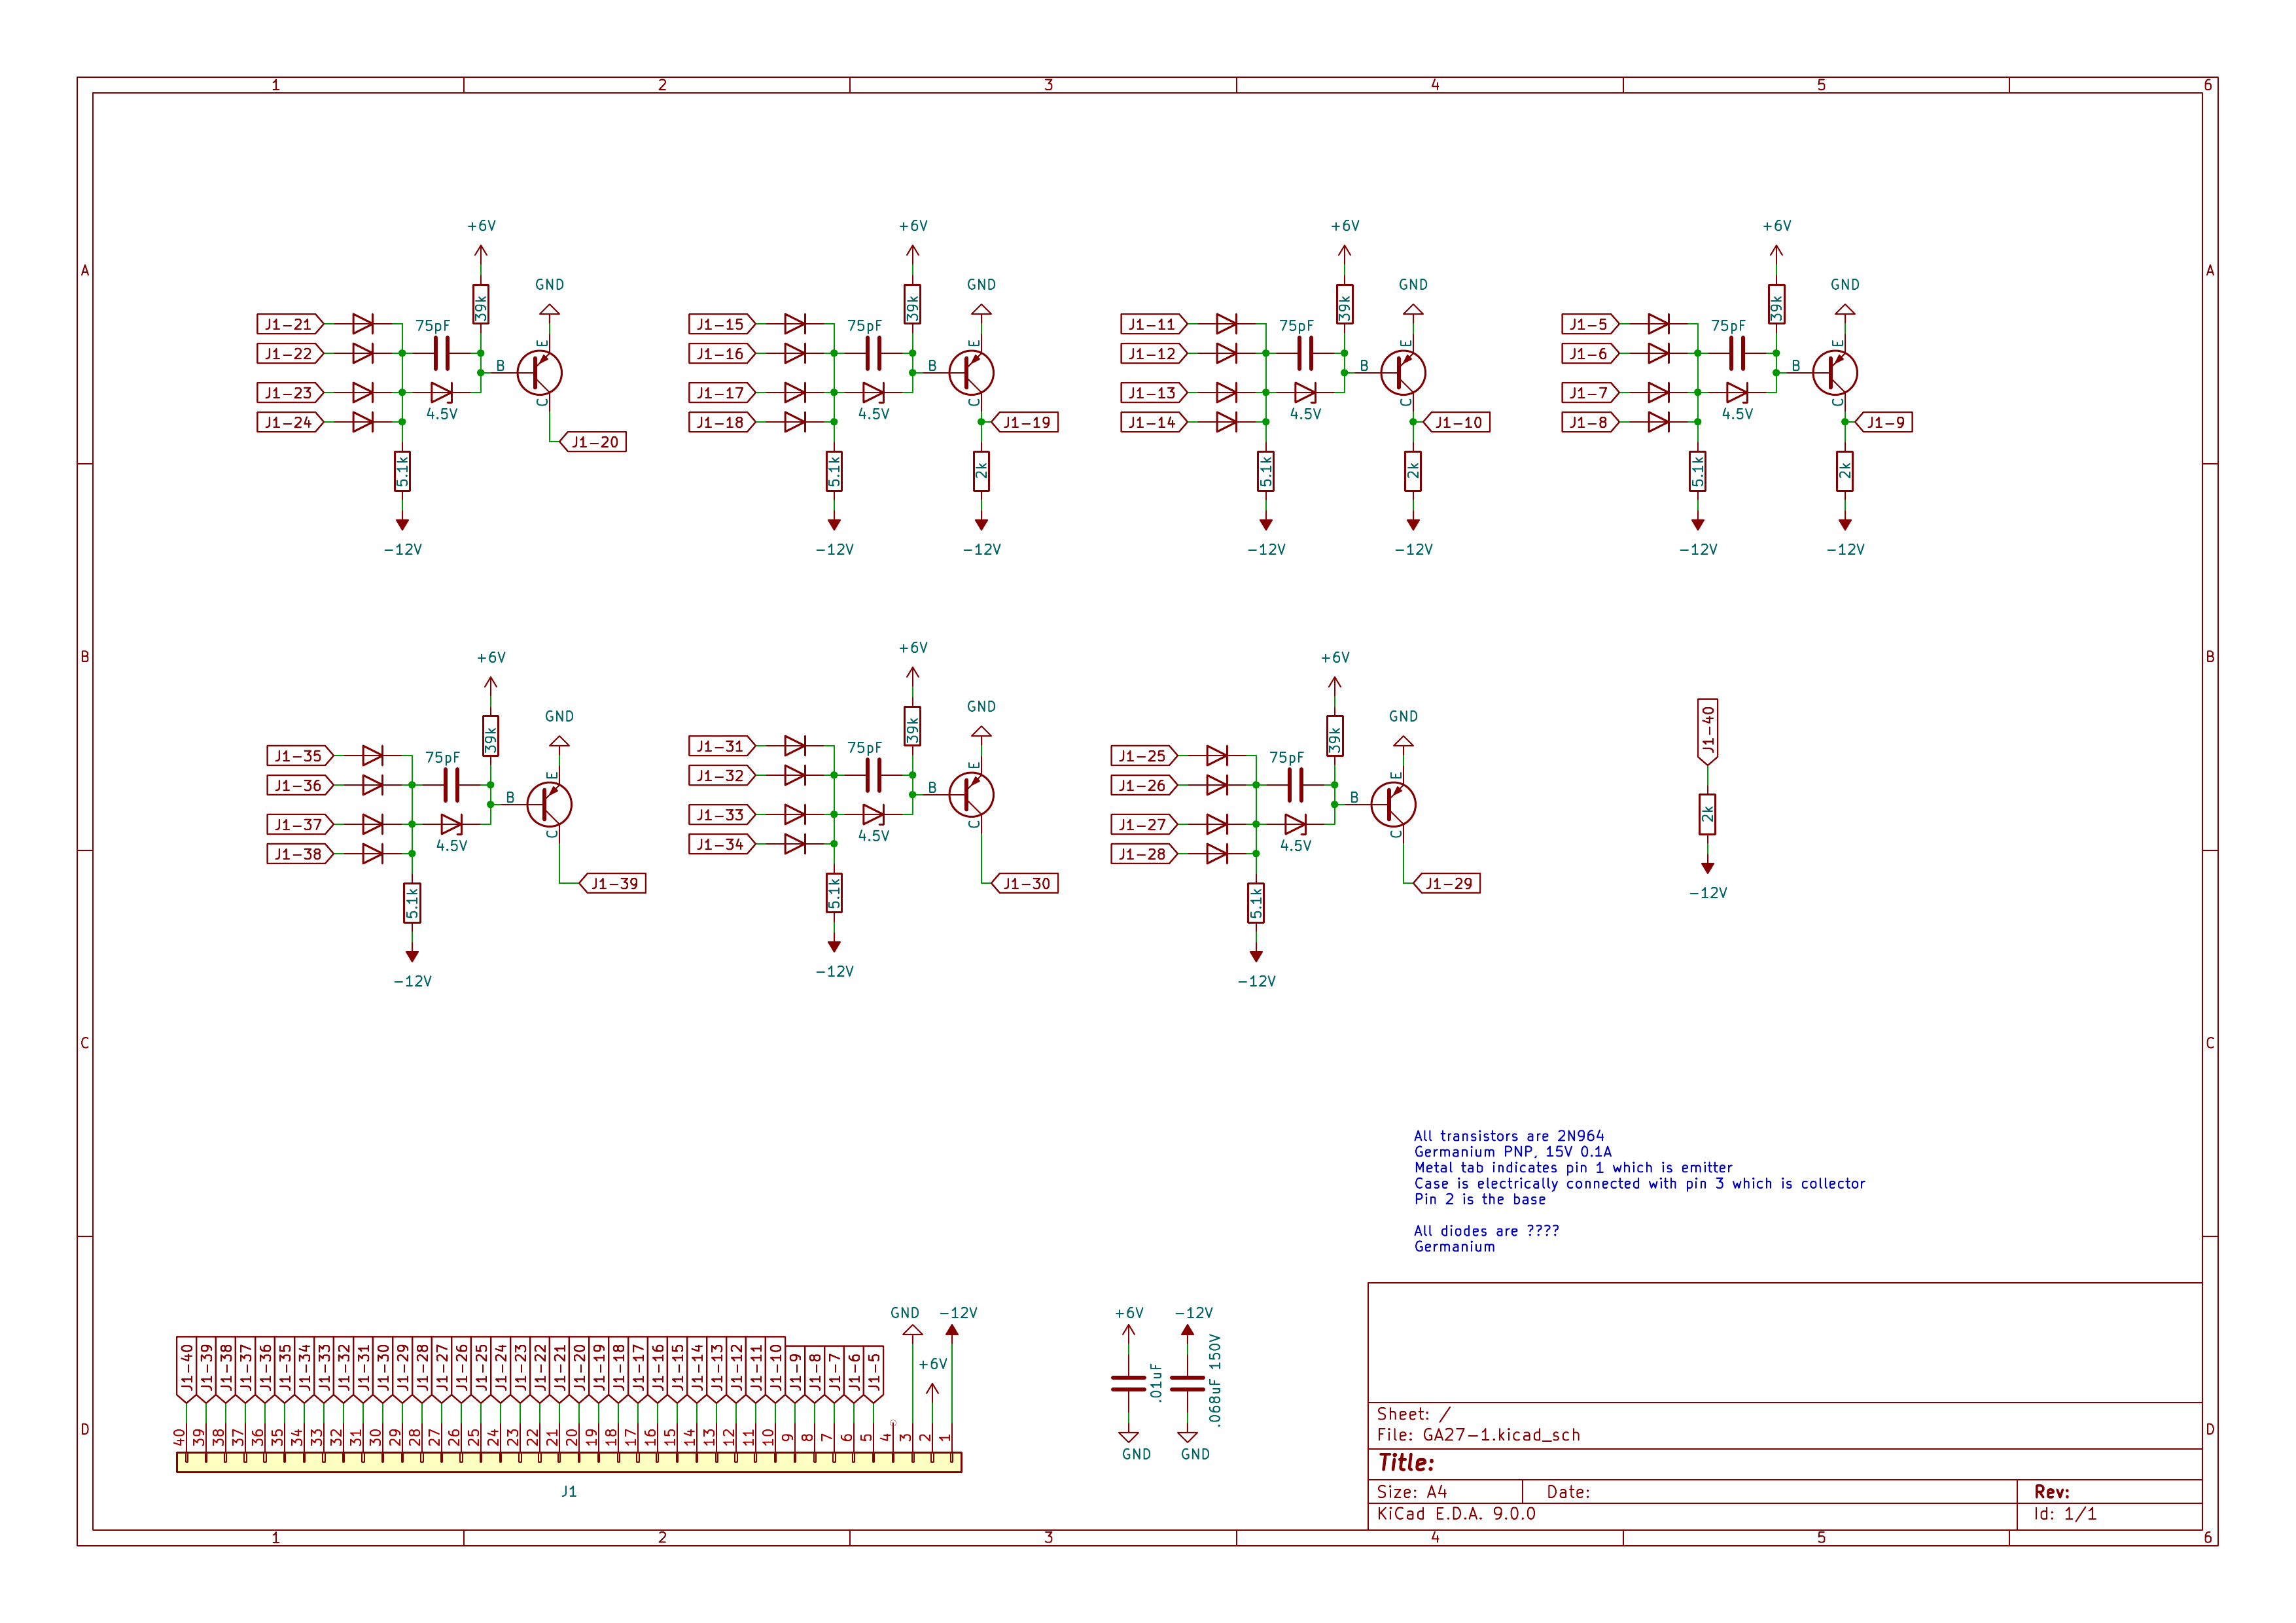 1 2 3 4 5 6
A A
B B
C C
D D
+6V +6V +6V +6V
GND GND GND GND
39k 39k 39k 39k
J1-21 75pF J1-15 75pF J1-11 75pF J1-5 75pF
E E E E
J1-22 J1-16 J1-12 J1-6
B B B B
J1-23 J1-17 J1-13 J1-7
C C C C
4.5V 4.5V 4.5V 4.5V
J1-24 J1-18 J1-19 J1-14 J1-10 J1-8 J1-9
J1-20
5.1k 5.1k 2k 5.1k 2k 5.1k 2k
-12V -12V -12V -12V -12V -12V -12V
+6V +6V +6V
GND GND GND
39k 39k 39k
J1-35 75pF J1-31 75pF J1-25 75pF J1-40
E E E
J1-36 J1-32 J1-26
B B B
J1-37 J1-33 J1-27 2k
C C C
4.5V 4.5V 4.5V
J1-38 J1-34 J1-28
J1-39 J1-30 J1-29
5.1k 5.1k 5.1k
-12V
-12V -12V -12V
All transistors are 2N964
Germanium PNP, 15V 0.1A
Metal tab indicates pin 1 which is emitter
Case is electrically connected with pin 3 which is collector
Pin 2 is the base
All diodes are ????
Germanium
GND -12V +6V -12V
+6V
J1-40 J1-39 J1-38 J1-37 J1-36 J1-35 J1-34 J1-33 J1-32 J1-31 J1-30 J1-29 J1-28 J1-27 J1-26 J1-25 J1-24 J1-23 J1-22 J1-21 J1-20 J1-19 J1-18 J1-17 J1-16 J1-15 J1-14 J1-13 J1-12 J1-11 J1-10 J1-9 J1-8 J1-7 J1-6 J1-5
.01uF .068uF 150V
40 39 38 37 36 35 34 33 32 31 30 29 28 27 26 25 24 23 22 21 20 19 18 17 16 15 14 13 12 11 10 9 8 7 6 5 4 3 2 1
GND GND
J1
Sheet: /
File: GA27-1.kicad_sch
Title:
Size: A4 Date: Rev:
KiCad E.D.A. 9.0.0 Id: 1/1
1 2 3 4 5 6